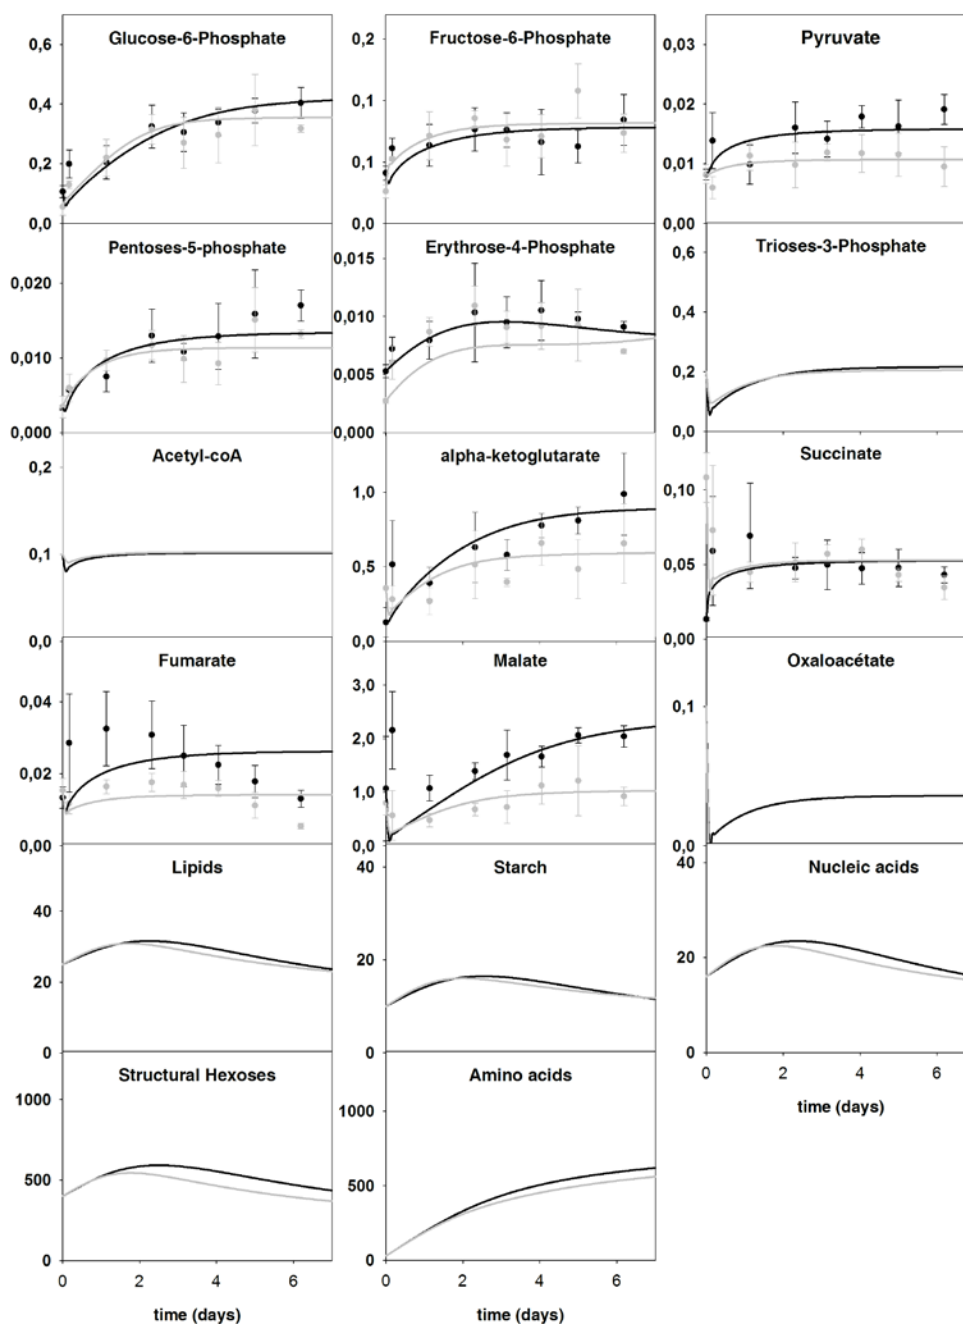 Glucose-6-Phosphate
0,6
0,4
0,2
0,0
Fructose-6-Phosphate
0,2
0,1
0,1
0,0
Pyruvate
0,03
0,02
0,01
0,00
Pentoses-5-phosphate
0,020
0,010
0,000
Erythrose-4-Phosphate
0,015
0,010
0,005
0,000
Trioses-3-Phosphate
0,6
0,4
0,2
0,0
Acetyl-coA
0,2
0,1
0,0
alpha-ketoglutarate
1,0
0,5
0,0
Succinate
0,10
0,05
0,00
Fumarate
0,04
0,02
0,00
Malate
3,0
2,0
1,0
0,0
Oxaloacétate
0,1
0,0
Lipids
40
20
0
Starch
40
20
0
Nucleic acids
40
20
0
0 2 4 6
time (days)
Structural Hexoses
1000
500
0
0 2 4 6
time (days)
Amino acids
1000
500
0
0 2 4 6
time (days)